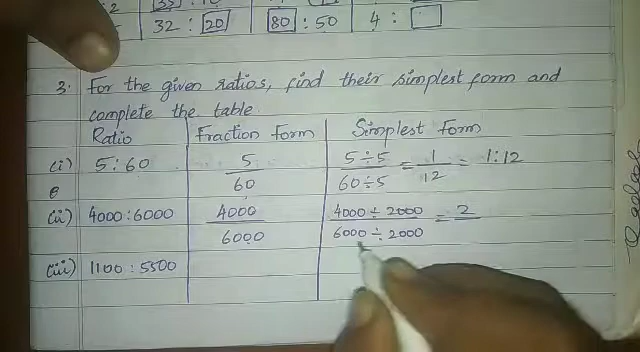 32 : 20 80 : 50 4 :
3. For the given ratios, find their simplest form and
complete the table.
Ratio Fraction Form Simplest Form
(i) 5 : 60 5/60 5÷5/60÷5 = 1/12 = 1:12
(ii) 4000 : 6000 4000/6000 4000 ÷ 2000/6000 ÷ 2000 = 2
(iii) 1100 : 5500